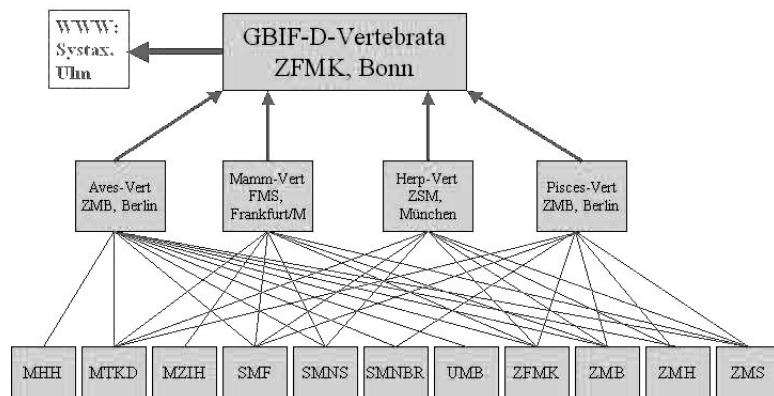 WWW:
Systax,
Ulm
GBIF-D-Vertebrata
ZFMK, Bonn
Aves-Vert
ZMB, Berlin
Mamm-Vert
FMS,
Frankfurt/M
Herp-Vert
ZSM,
München
Pisces-Vert
ZMB, Berlin
MHH
MTKD
MZIH
SMF
SMNS
SMNBR
UMB
ZFMK
ZMB
ZMH
ZMS